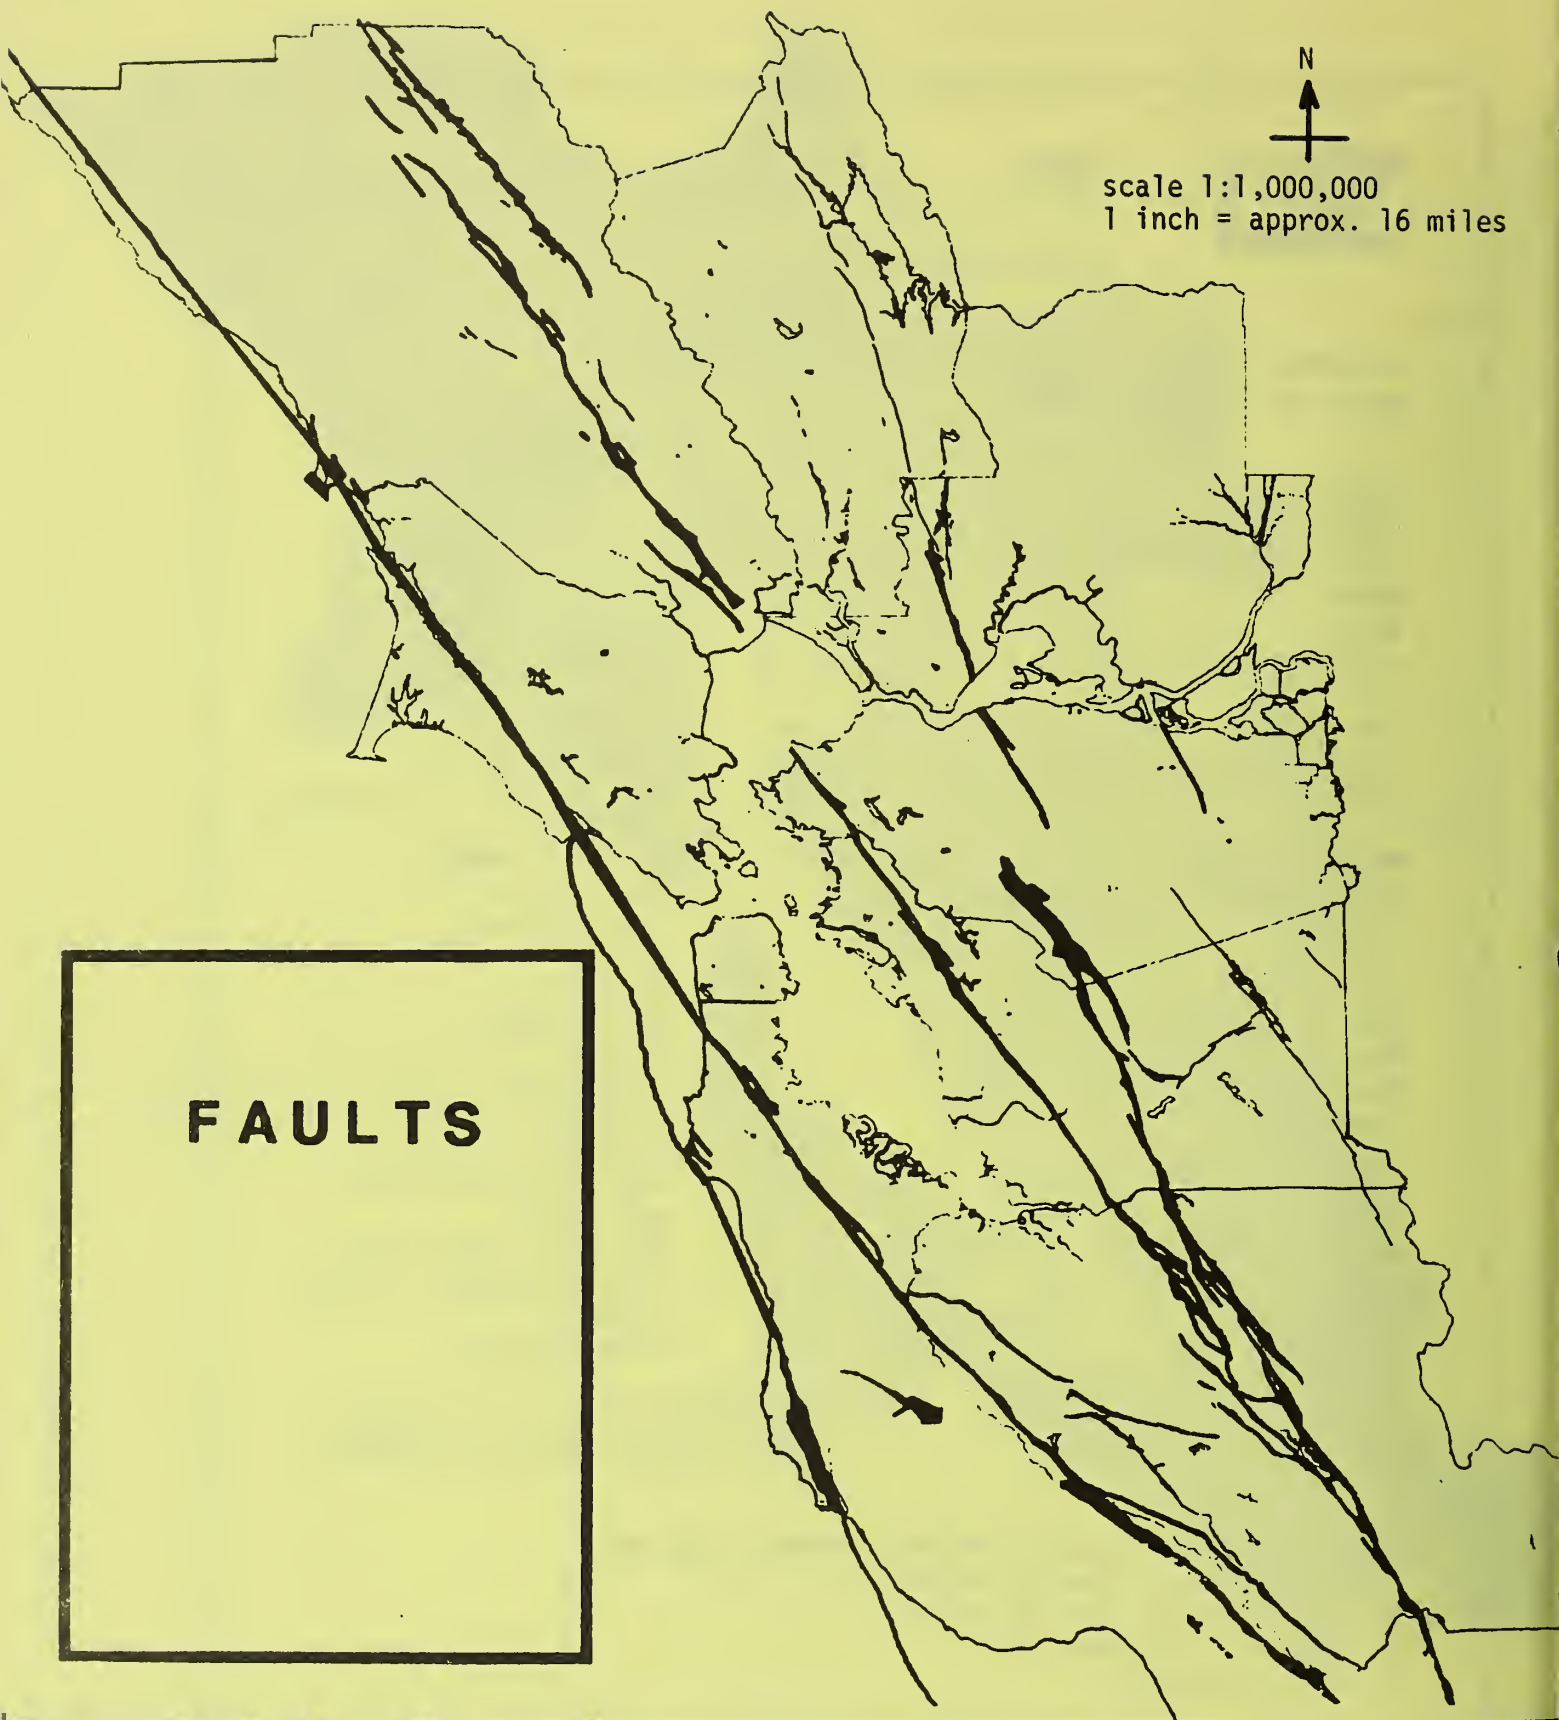 N
scale 1:1,000,000
1 inch = approx. 16 miles
FAULTS